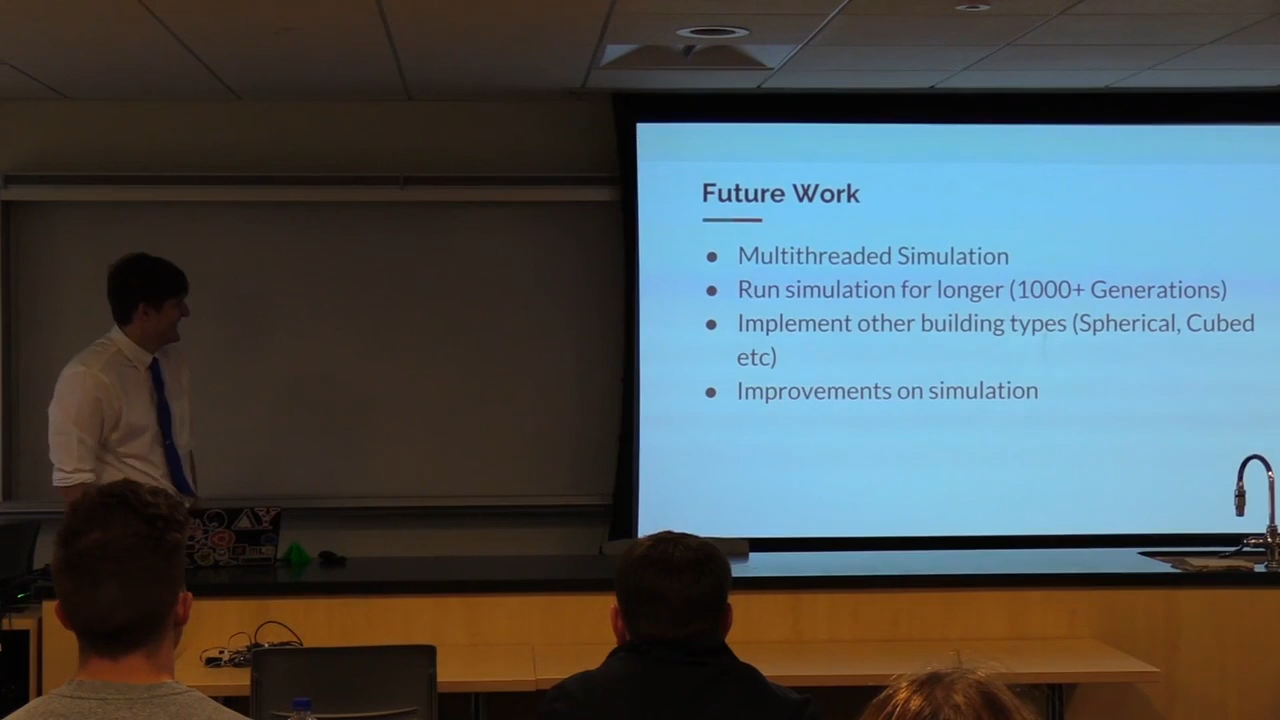 Future Work
● Multithreaded Simulation
● Run simulation for longer (1000+ Generations)
● Implement other building types (Spherical, Cubed
etc)
● Improvements on simulation